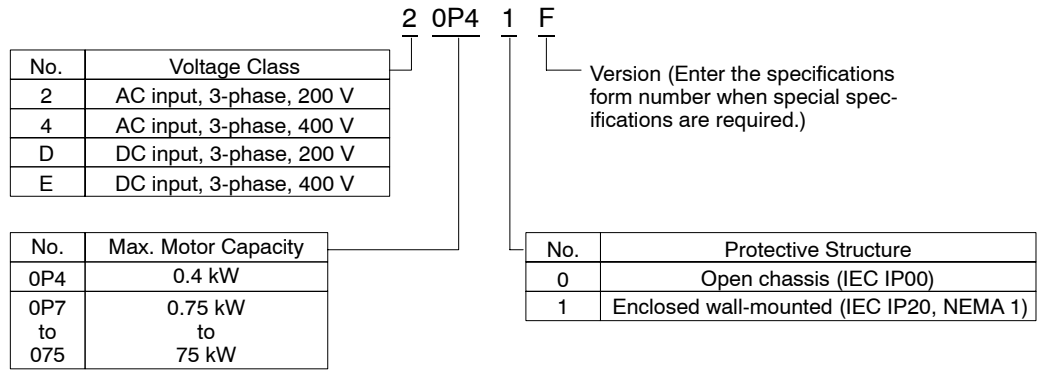 2 0P4 1 F
No. Voltage Class
2 AC input, 3-phase, 200 V
4 AC input, 3-phase, 400 V
D DC input, 3-phase, 200 V
E DC input, 3-phase, 400 V
Version (Enter the specifications
form number when special spec-
ifications are required.)
No. Max. Motor Capacity
0P4 0.4 kW
0P7 0.75 kW
to to
075 75 kW
No. Protective Structure
0 Open chassis (IEC IP00)
1 Enclosed wall-mounted (IEC IP20, NEMA 1)